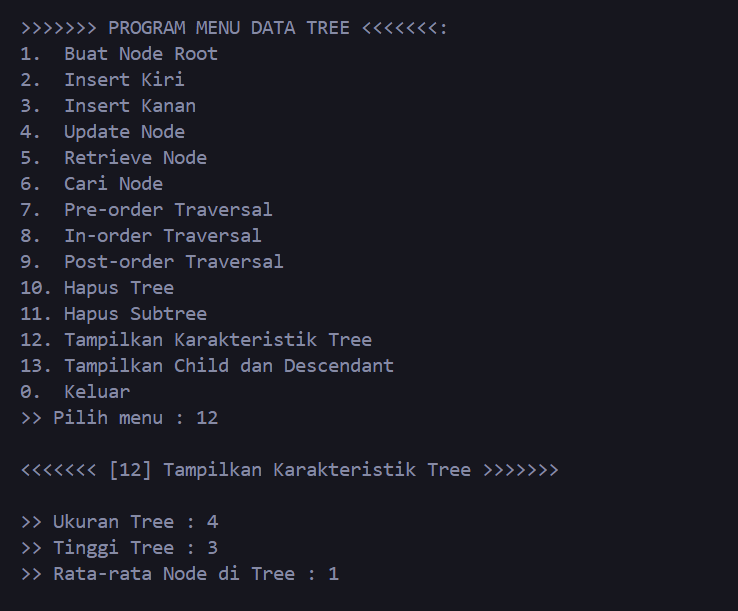 >>>>>>> PROGRAM MENU DATA TREE <<<<<<<:
1.  Buat Node Root
2.  Insert Kiri
3.  Insert Kanan
4.  Update Node
5.  Retrieve Node
6.  Cari Node
7.  Pre-order Traversal
8.  In-order Traversal
9.  Post-order Traversal
10. Hapus Tree
11. Hapus Subtree
12. Tampilkan Karakteristik Tree
13. Tampilkan Child dan Descendant
0.  Keluar
>> Pilih menu : 12
<<<<<<< [12] Tampilkan Karakteristik Tree >>>>>>>
>> Ukuran Tree : 4
>> Tinggi Tree : 3
>> Rata-rata Node di Tree : 1